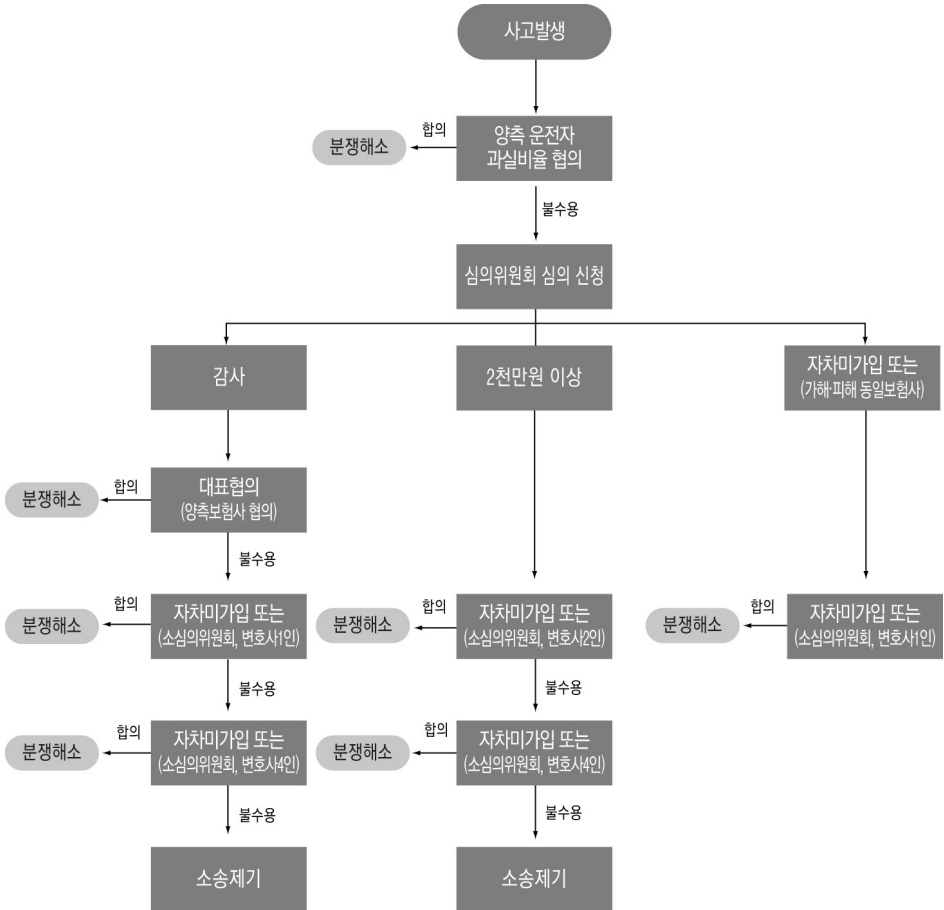 사고발생
양측 운전자
과실비율 협의
합의
분쟁해소
불수용
심의위원회 심의 신청
감사
2천만원 이상
자차미가입 또는
(가해·피해 동일보험사)
대표협의
(양측보험사 협의)
합의
분쟁해소
불수용
자차미가입 또는
(소심의위원회, 변호사1인)
합의
분쟁해소
자차미가입 또는
(소심의위원회, 변호사2인)
합의
분쟁해소
자차미가입 또는
(소심의위원회, 변호사1인)
합의
분쟁해소
불수용
불수용
자차미가입 또는
(소심의위원회, 변호사4인)
합의
분쟁해소
자차미가입 또는
(소심의위원회, 변호사4인)
합의
분쟁해소
불수용
불수용
소송제기
소송제기